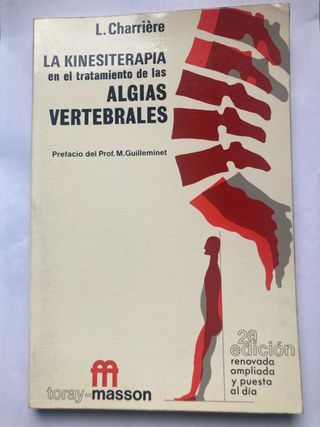 L. Charrière
LA KINESITERAPIA
en el tratamiento de las
ALGIAS
VERTEBRALES
Prefacio del Prof. M. Guilleminet
2a
edición
renovada
ampliada
y puesta
al día
toray-masson